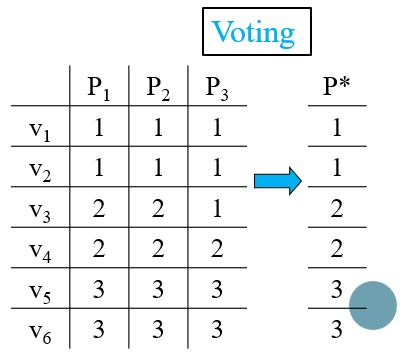 Voting
P₁ P₂ P₃ P*
v₁ 1 1 1 1
v₂ 1 1 1 1
v₃ 2 2 1 2
v₄ 2 2 2 2
v₅ 3 3 3 3
v₆ 3 3 3 3